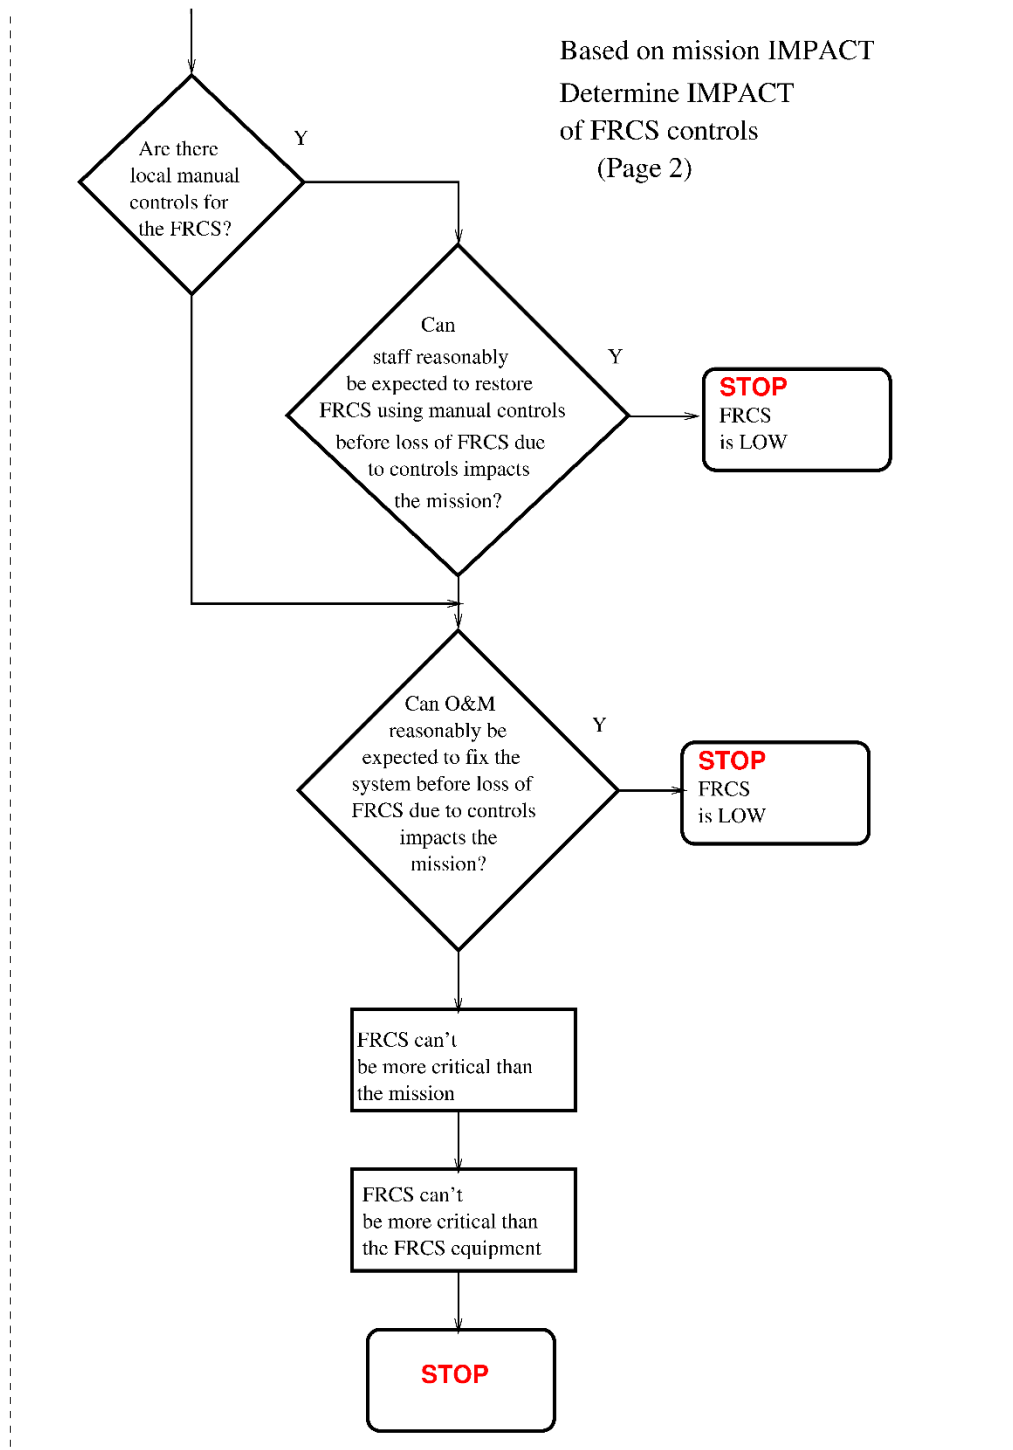 Based on mission IMPACT
Determine IMPACT
of FRCS controls
(Page 2)
Y
Are there
local manual
controls for
the FRCS?
Can
staff reasonably
be expected to restore
FRCS using manual controls
before loss of FRCS due
to controls impacts
the mission?
Y
STOP
FRCS
is LOW
Can O&M
reasonably be
expected to fix the
system before loss of
FRCS due to controls
impacts the
mission?
Y
STOP
FRCS
is LOW
FRCS can't
be more critical than
the mission
FRCS can't
be more critical than
the FRCS equipment
STOP